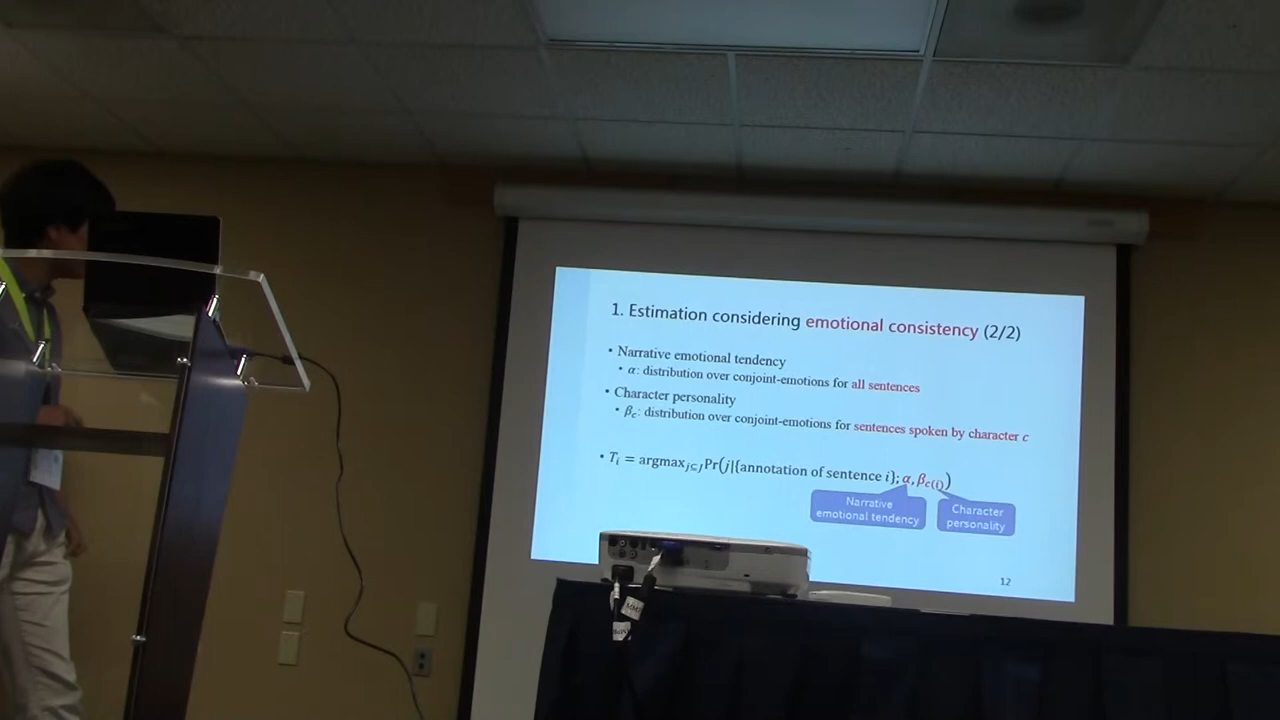 1. Estimation considering emotional consistency (2/2)
• Narrative emotional tendency
• α: distribution over conjoint-emotions for all sentences
• Character personality
• β_c: distribution over conjoint-emotions for sentences spoken by character c
• T_i = argmax_{j⊆J}Pr(j|{annotation of sentence i}; α, β_{c(i)})
Narrative
emotional tendency
Character
personality
12